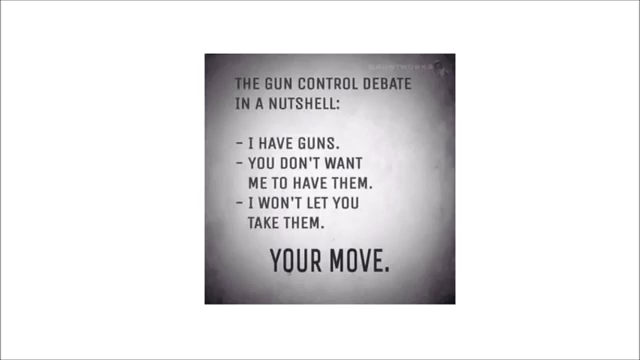 GRUNTWORKS
THE GUN CONTROL DEBATE
IN A NUTSHELL:
- I HAVE GUNS.
- YOU DON'T WANT
ME TO HAVE THEM.
- I WON'T LET YOU
TAKE THEM.
YOUR MOVE.